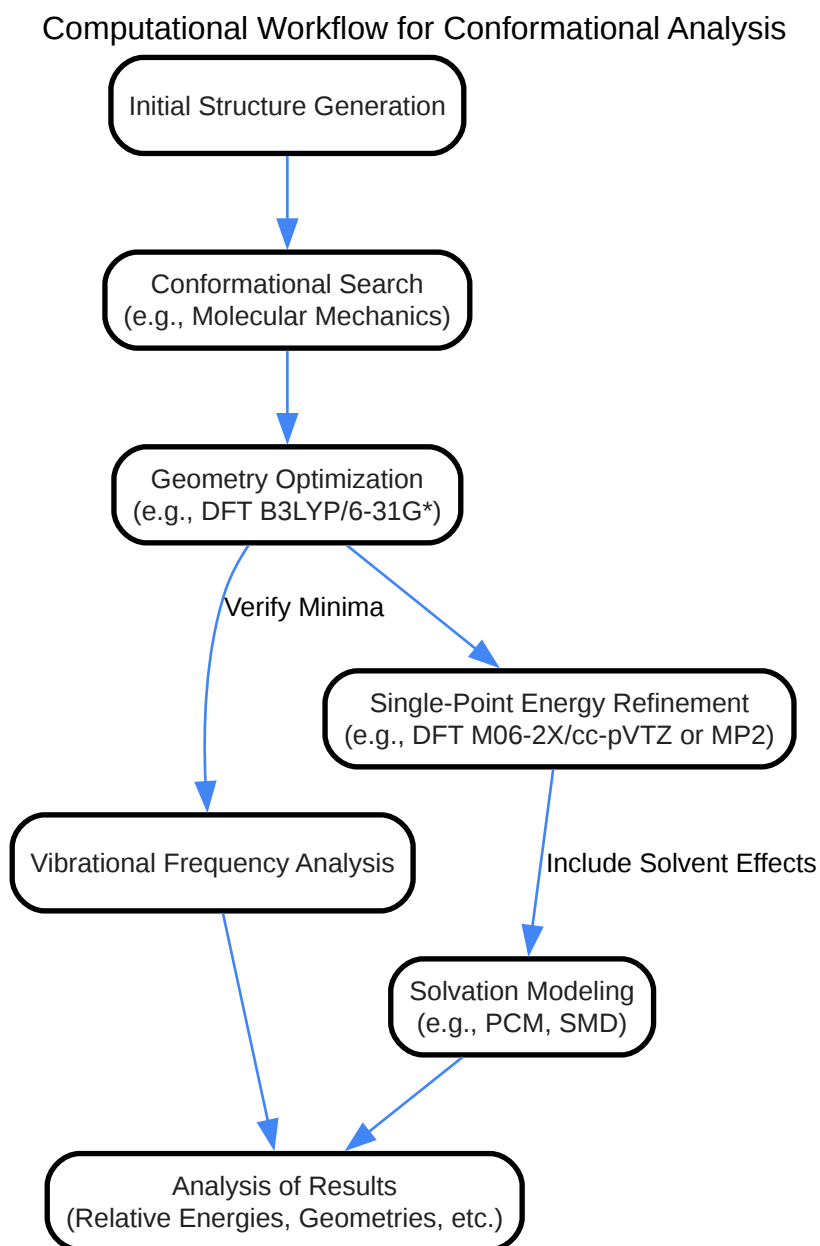 Computational Workflow for Conformational Analysis
Initial Structure Generation
Conformational Search
(e.g., Molecular Mechanics)
Geometry Optimization
(e.g., DFT B3LYP/6-31G*)
Verify Minima
Single-Point Energy Refinement
(e.g., DFT M06-2X/cc-pVTZ or MP2)
Vibrational Frequency Analysis
Include Solvent Effects
Solvation Modeling
(e.g., PCM, SMD)
Analysis of Results
(Relative Energies, Geometries, etc.)